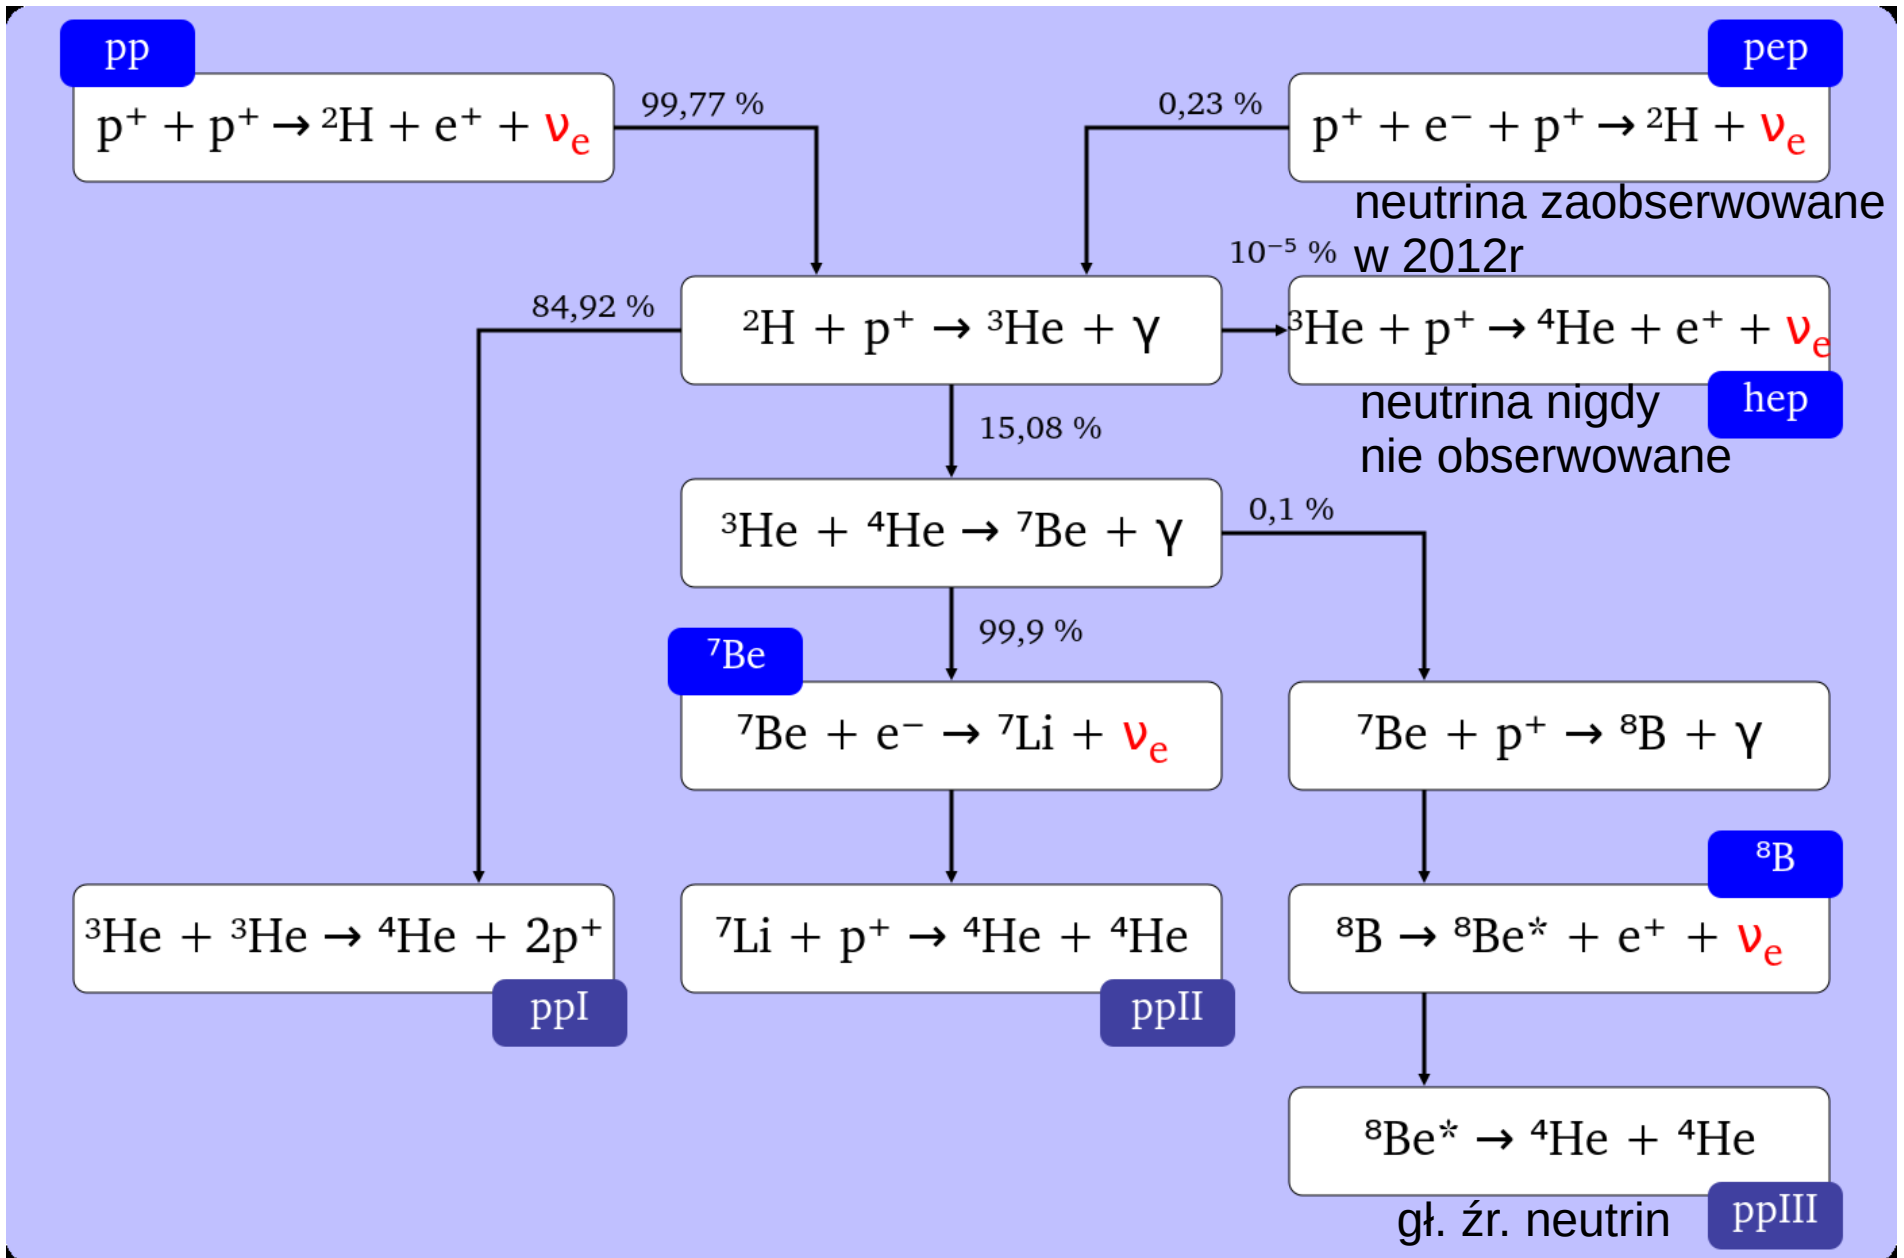 pp
pep
p⁺ + p⁺ → ²H + e⁺ + νₑ
99,77 %
0,23 %
p⁺ + e⁻ + p⁺ → ²H + νₑ
neutrina zaobserwowane
w 2012r
84,92 %
²H + p⁺ → ³He + γ
10⁻⁵ %
³He + p⁺ → ⁴He + e⁺ + νₑ
hep
neutrina nigdy
nie obserwowane
15,08 %
³He + ⁴He → ⁷Be + γ
0,1 %
99,9 %
⁷Be
⁷Be + e⁻ → ⁷Li + νₑ
⁷Be + p⁺ → ⁸B + γ
⁸B
³He + ³He → ⁴He + 2p⁺
ppI
⁷Li + p⁺ → ⁴He + ⁴He
ppII
⁸B → ⁸Be* + e⁺ + νₑ
⁸Be* → ⁴He + ⁴He
ppIII
gł. źr. neutrin